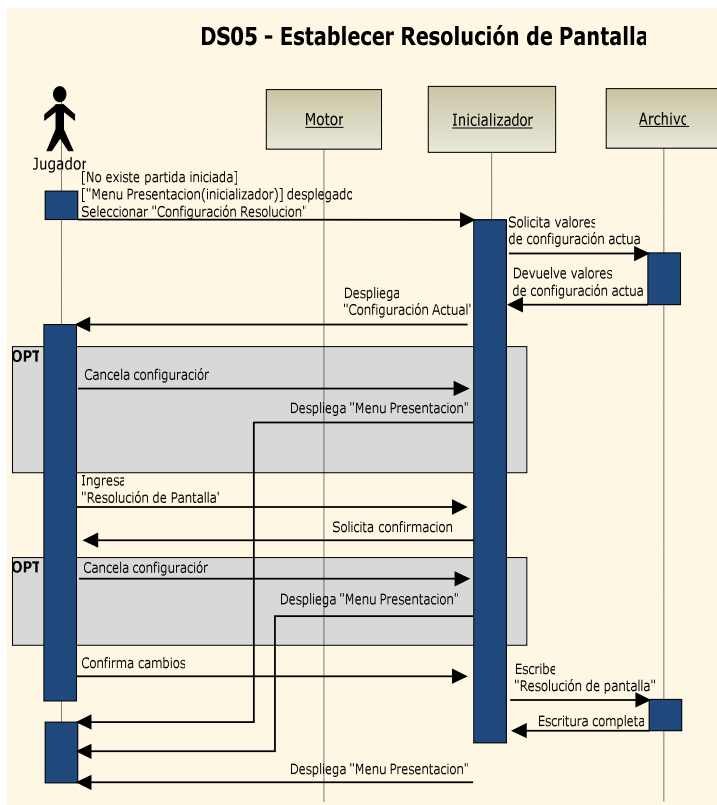 DS05 - Establecer Resolución de Pantalla
Motor
Inicializador
Archivo
Jugador
[No existe partida iniciada]
["Menu Presentacion(inicializador)] desplegado
Seleccionar "Configuración Resolucion"
Solicita valores
de configuración actua
Devuelve valores
de configuración actua
Despliega
"Configuración Actual"
OPT
Cancela configuración
Despliega "Menu Presentacion"
Ingresa
"Resolución de Pantalla"
Solicita confirmacion
OPT
Cancela configuración
Despliega "Menu Presentacion"
Confirma cambios
Escribe
"Resolución de pantalla"
Escritura completa
Despliega "Menu Presentacion"